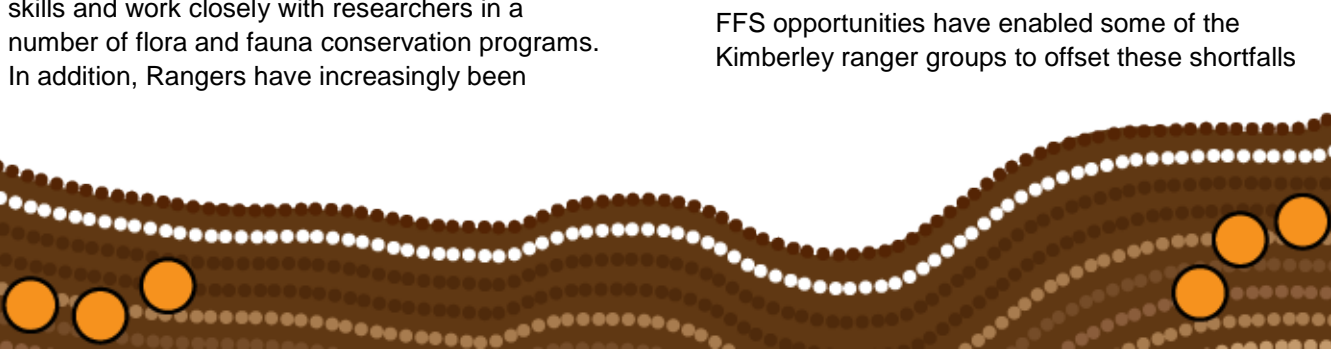 skills and work closely with researchers in a
number of flora and fauna conservation programs.
In addition, Rangers have increasingly been
FFS opportunities have enabled some of the
Kimberley ranger groups to offset these shortfalls